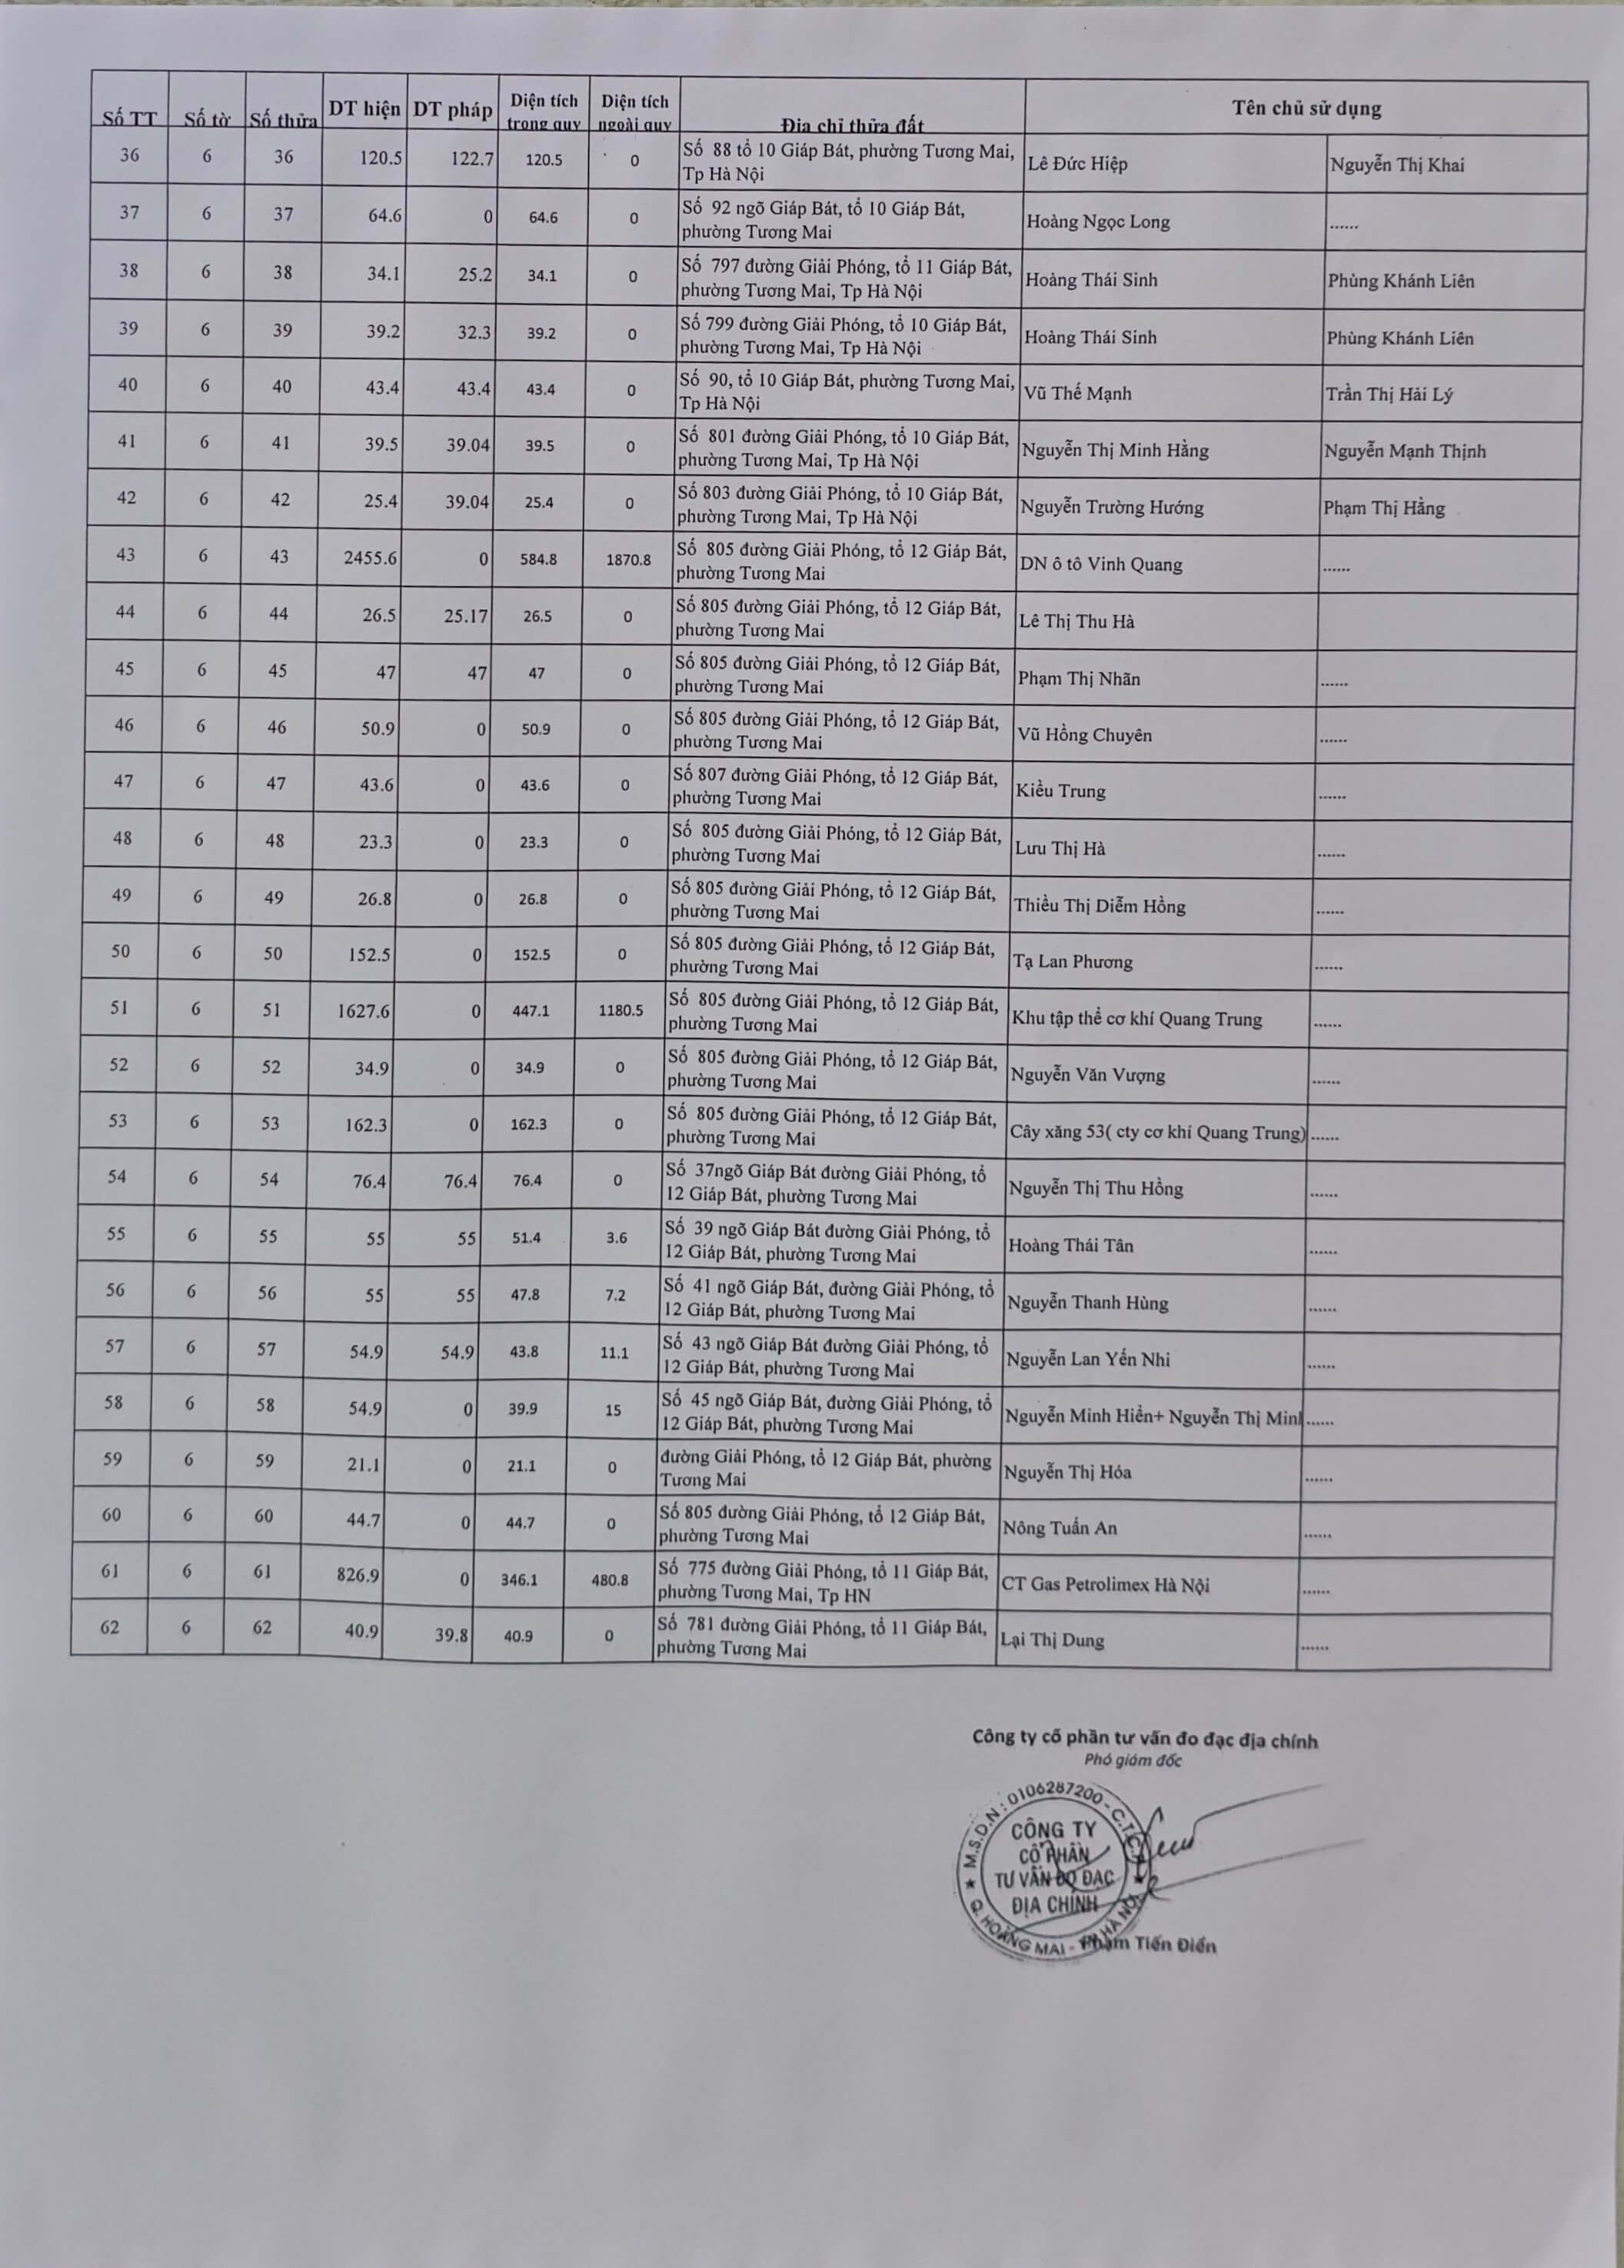 Số TT Số tờ Số thửa DT hiện DT pháp Diện tích trong quy Diện tích ngoài quy Địa chỉ thửa đất Tên chủ sử dụng
36 6 36 120.5 122.7 120.5 0 Số 88 tổ 10 Giáp Bát, phường Tương Mai, Lê Đức Hiệp Nguyễn Thị Khai
Tp Hà Nội
37 6 37 64.6 0 64.6 0 Số 92 ngõ Giáp Bát, tổ 10 Giáp Bát, Hoàng Ngọc Long ......
phường Tương Mai
38 6 38 34.1 25.2 34.1 0 Số 797 đường Giải Phóng, tổ 11 Giáp Bát, Hoàng Thái Sinh Phùng Khánh Liên
phường Tương Mai, Tp Hà Nội
39 6 39 39.2 32.3 39.2 0 Số 799 đường Giải Phóng, tổ 10 Giáp Bát, Hoàng Thái Sinh Phùng Khánh Liên
phường Tương Mai, Tp Hà Nội
40 6 40 43.4 43.4 43.4 0 Số 90, tổ 10 Giáp Bát, phường Tương Mai, Vũ Thế Mạnh Trần Thị Hải Lý
Tp Hà Nội
41 6 41 39.5 39.04 39.5 0 Số 801 đường Giải Phóng, tổ 10 Giáp Bát, Nguyễn Thị Minh Hằng Nguyễn Mạnh Thịnh
phường Tương Mai, Tp Hà Nội
42 6 42 25.4 39.04 25.4 0 Số 803 đường Giải Phóng, tổ 10 Giáp Bát, Nguyễn Trường Hướng Phạm Thị Hằng
phường Tương Mai, Tp Hà Nội
43 6 43 2455.6 0 584.8 1870.8 Số 805 đường Giải Phóng, tổ 12 Giáp Bát, DN ô tô Vinh Quang ......
phường Tương Mai
44 6 44 26.5 25.17 26.5 0 Số 805 đường Giải Phóng, tổ 12 Giáp Bát, Lê Thị Thu Hà
phường Tương Mai
45 6 45 47 47 47 0 Số 805 đường Giải Phóng, tổ 12 Giáp Bát, Phạm Thị Nhãn ......
phường Tương Mai
46 6 46 50.9 0 50.9 0 Số 805 đường Giải Phóng, tổ 12 Giáp Bát, Vũ Hồng Chuyên ......
phường Tương Mai
47 6 47 43.6 0 43.6 0 Số 807 đường Giải Phóng, tổ 12 Giáp Bát, Kiều Trung ......
phường Tương Mai
48 6 48 23.3 0 23.3 0 Số 805 đường Giải Phóng, tổ 12 Giáp Bát, Lưu Thị Hà ......
phường Tương Mai
49 6 49 26.8 0 26.8 0 Số 805 đường Giải Phóng, tổ 12 Giáp Bát, Thiều Thị Diễm Hồng ......
phường Tương Mai
50 6 50 152.5 0 152.5 0 Số 805 đường Giải Phóng, tổ 12 Giáp Bát, Tạ Lan Phương ......
phường Tương Mai
51 6 51 1627.6 0 447.1 1180.5 Số 805 đường Giải Phóng, tổ 12 Giáp Bát, Khu tập thể cơ khí Quang Trung ......
phường Tương Mai
52 6 52 34.9 0 34.9 0 Số 805 đường Giải Phóng, tổ 12 Giáp Bát, Nguyễn Văn Vượng ......
phường Tương Mai
53 6 53 162.3 0 162.3 0 Số 805 đường Giải Phóng, tổ 12 Giáp Bát, Cây xăng 53( cty cơ khí Quang Trung) ......
phường Tương Mai
54 6 54 76.4 76.4 76.4 0 Số 37ngõ Giáp Bát đường Giải Phóng, tổ Nguyễn Thị Thu Hồng ......
12 Giáp Bát, phường Tương Mai
55 6 55 55 55 51.4 3.6 Số 39 ngõ Giáp Bát đường Giải Phóng, tổ Hoàng Thái Tân ......
12 Giáp Bát, phường Tương Mai
56 6 56 55 55 47.8 7.2 Số 41 ngõ Giáp Bát, đường Giải Phóng, tổ Nguyễn Thanh Hùng ......
12 Giáp Bát, phường Tương Mai
57 6 57 54.9 54.9 43.8 11.1 Số 43 ngõ Giáp Bát đường Giải Phóng, tổ Nguyễn Lan Yến Nhi ......
12 Giáp Bát, phường Tương Mai
58 6 58 54.9 0 39.9 15 Số 45 ngõ Giáp Bát, đường Giải Phóng, tổ Nguyễn Minh Hiển+ Nguyễn Thị Minl ......
12 Giáp Bát, phường Tương Mai
59 6 59 21.1 0 21.1 0 đường Giải Phóng, tổ 12 Giáp Bát, phường Nguyễn Thị Hóa ......
Tương Mai
60 6 60 44.7 0 44.7 0 Số 805 đường Giải Phóng, tổ 12 Giáp Bát, Nông Tuấn An ......
phường Tương Mai
61 6 61 826.9 0 346.1 480.8 Số 775 đường Giải Phóng, tổ 11 Giáp Bát, CT Gas Petrolimex Hà Nội ......
phường Tương Mai, Tp HN
62 6 62 40.9 39.8 40.9 0 Số 781 đường Giải Phóng, tổ 11 Giáp Bát, Lại Thị Dung ......
phường Tương Mai
Công ty cổ phần tư vấn đo đạc địa chính
Phó giám đốc
M.S.D.N: 0106287200 - C.T.C.P
CÔNG TY
CỔ PHẦN
TƯ VẤN ĐO ĐẠC
ĐỊA CHÍNH
Q. HOÀNG MAI - TP HÀ NỘI
Phạm Tiến Điển